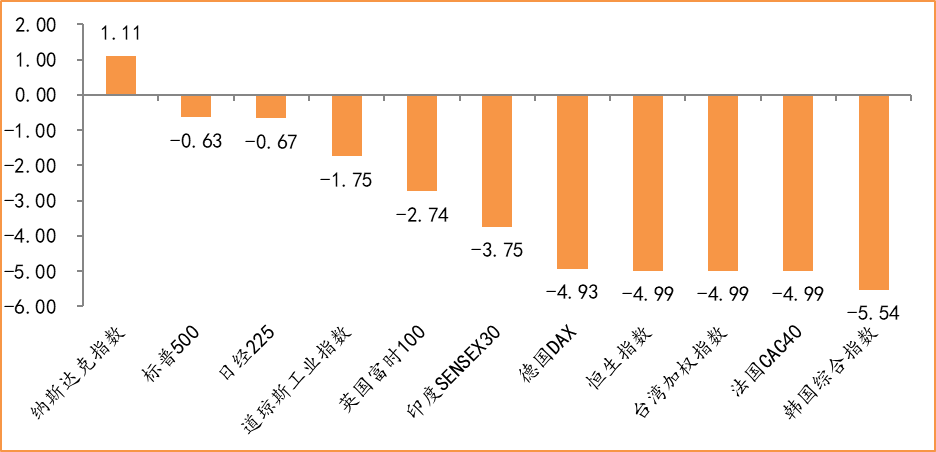 2.00
1.00
0.00
-1.00
-2.00
-3.00
-4.00
-5.00
-6.00
1.11
-0.63
-0.67
-1.75
-2.74
-3.75
-4.93
-4.99
-4.99
-4.99
-5.54
纳斯达克指数
标普500
日经225
道琼斯工业指数
英国富时100
印度SENSEX30
德国DAX
恒生指数
台湾加权指数
法国CAC40
韩国综合指数